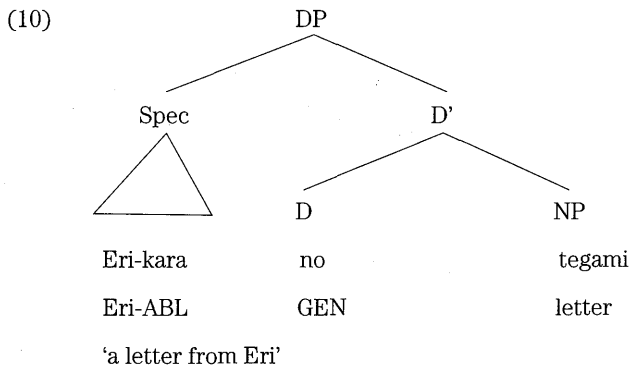 (10) DP
Spec D'
D NP
Eri-kara no tegami
Eri-ABL GEN letter
‘a letter from Eri’